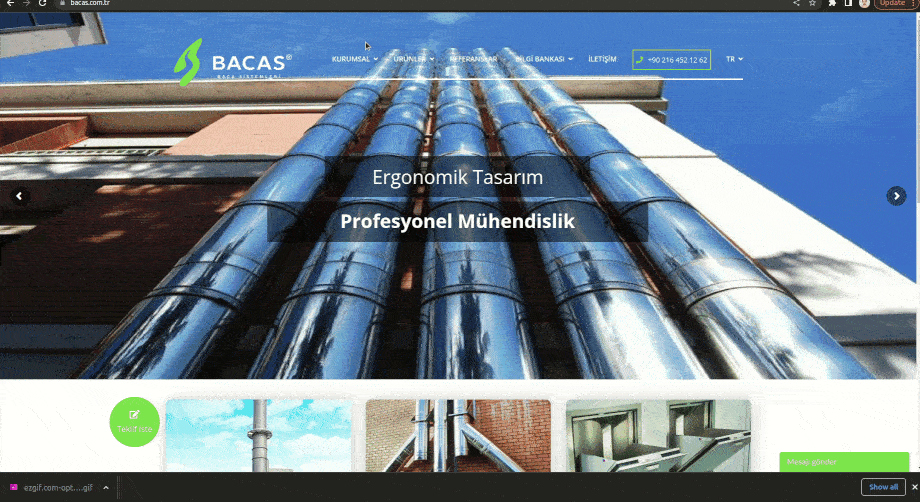 bacas.com.tr
Update
BACAS®
BACA SİSTEMLERİ
KURUMSAL
ÜRÜNLER
REFERANSLAR
BİLGİ BANKASI
İLETİŞİM
+90 216 452 12 62
TR
Ergonomik Tasarım
Profesyonel Mühendislik
Teklif İste
Mesaj gönder
ezgif.com-opt....gif
Show all